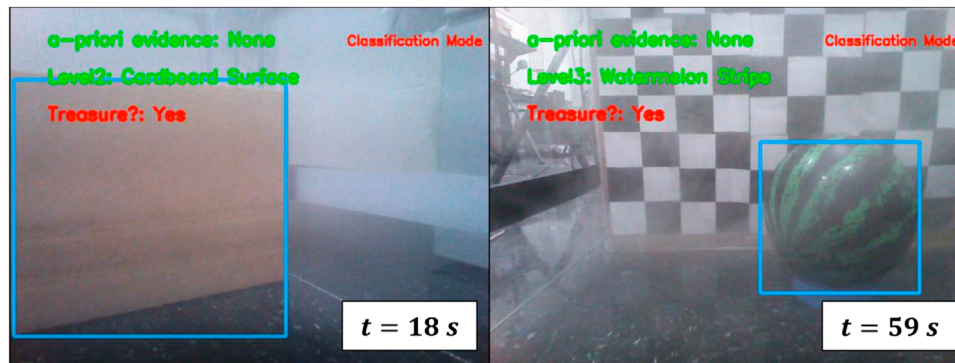 a-priori evidence: None
Classification Mode
Level2: Cardboard Surface
Treasure?: Yes
t = 18 s
a-priori evidence: None
Classification Mode
Level3: Watermelon Stripe
Treasure?: Yes
t = 59 s